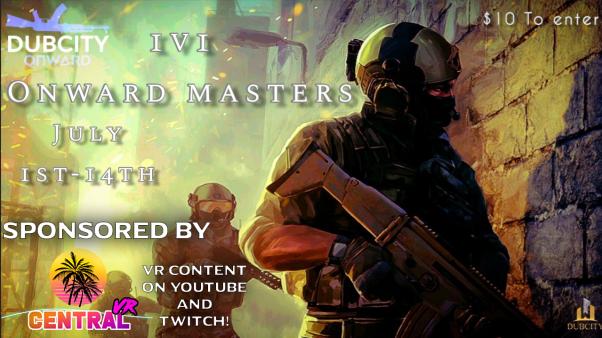 DUBCITY
ONWARD
1V1
$10 To enter
ONWARD MASTERS
JULY
1ST-14TH
SPONSORED BY
CENTRAL VR
VR CONTENT
ON YOUTUBE
AND
TWITCH!
DUBCITY